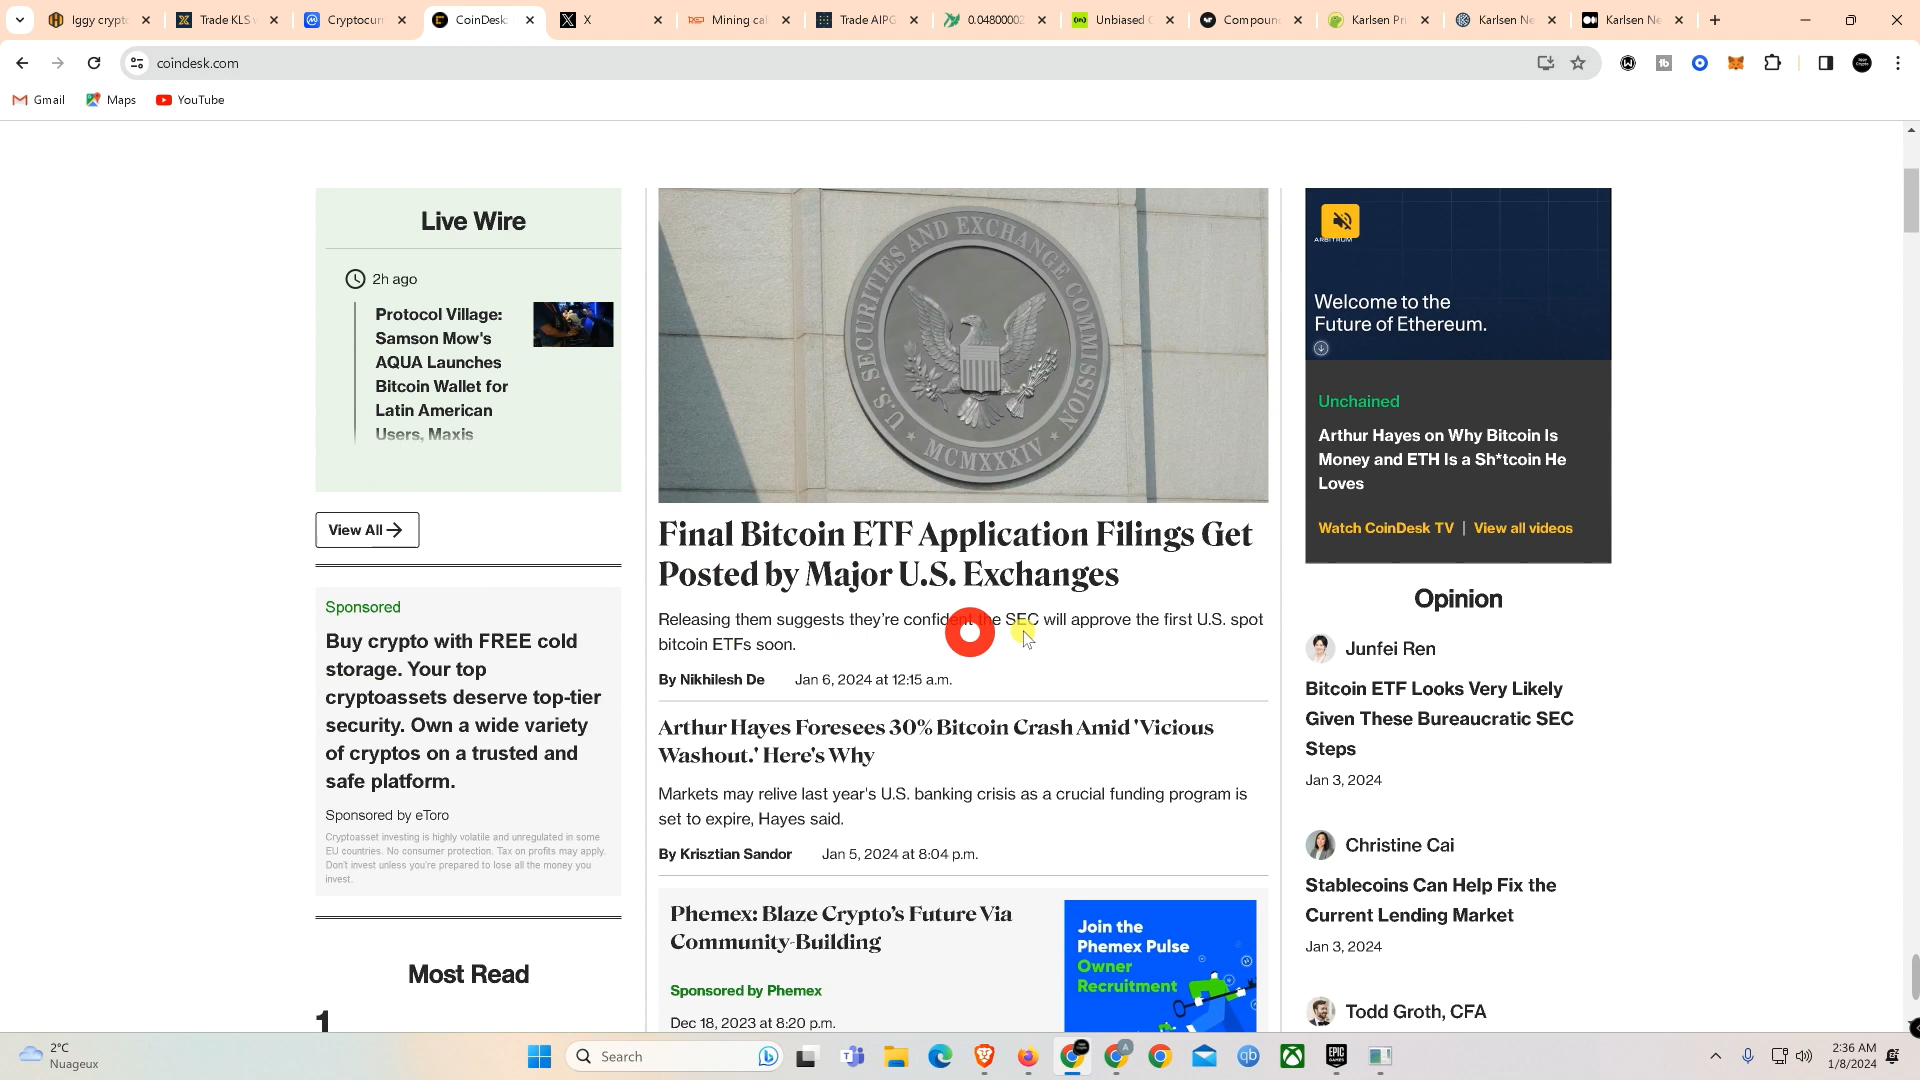 Iggy crypto
Trade KLS
Cryptocur
CoinDesk:
X
Mining cal
Trade AIPG
0.04800002
Unbiased
Compoun
Karlsen Pri
Karlsen Ne
Karlsen Ne
coindesk.com
Gmail
Maps
YouTube
Live Wire
2h ago
Protocol Village:
Samson Mow's
AQUA Launches
Bitcoin Wallet for
Latin American
Users, Maxis
View All
Sponsored
Buy crypto with FREE cold
storage. Your top
cryptoassets deserve top-tier
security. Own a wide variety
of cryptos on a trusted and
safe platform.
Sponsored by eToro
Cryptoasset investing is highly volatile and unregulated in some
EU countries. No consumer protection. Tax on profits may apply.
Don't invest unless you're prepared to lose all the money you
invest.
Most Read
1
U.S. SECURITIES AND EXCHANGE COMMISSION
MCMXXXIV
Final Bitcoin ETF Application Filings Get
Posted by Major U.S. Exchanges
Releasing them suggests they're confident the SEC will approve the first U.S. spot
bitcoin ETFs soon.
By Nikhilesh De Jan 6, 2024 at 12:15 a.m.
Arthur Hayes Foresees 30% Bitcoin Crash Amid 'Vicious
Washout.' Here's Why
Markets may relive last year's U.S. banking crisis as a crucial funding program is
set to expire, Hayes said.
By Krisztian Sandor Jan 5, 2024 at 8:04 p.m.
Phemex: Blaze Crypto's Future Via
Community-Building
Sponsored by Phemex
Dec 18, 2023 at 8:20 p.m.
Join the
Phemex Pulse
Owner
Recruitment
ARBITRUM
Welcome to the
Future of Ethereum.
Unchained
Arthur Hayes on Why Bitcoin Is
Money and ETH Is a Sh*tcoin He
Loves
Watch CoinDesk TV | View all videos
Opinion
Junfei Ren
Bitcoin ETF Looks Very Likely
Given These Bureaucratic SEC
Steps
Jan 3, 2024
Christine Cai
Stablecoins Can Help Fix the
Current Lending Market
Jan 3, 2024
Todd Groth, CFA
2°C
Nuageux
Search
2:36 AM
1/8/2024